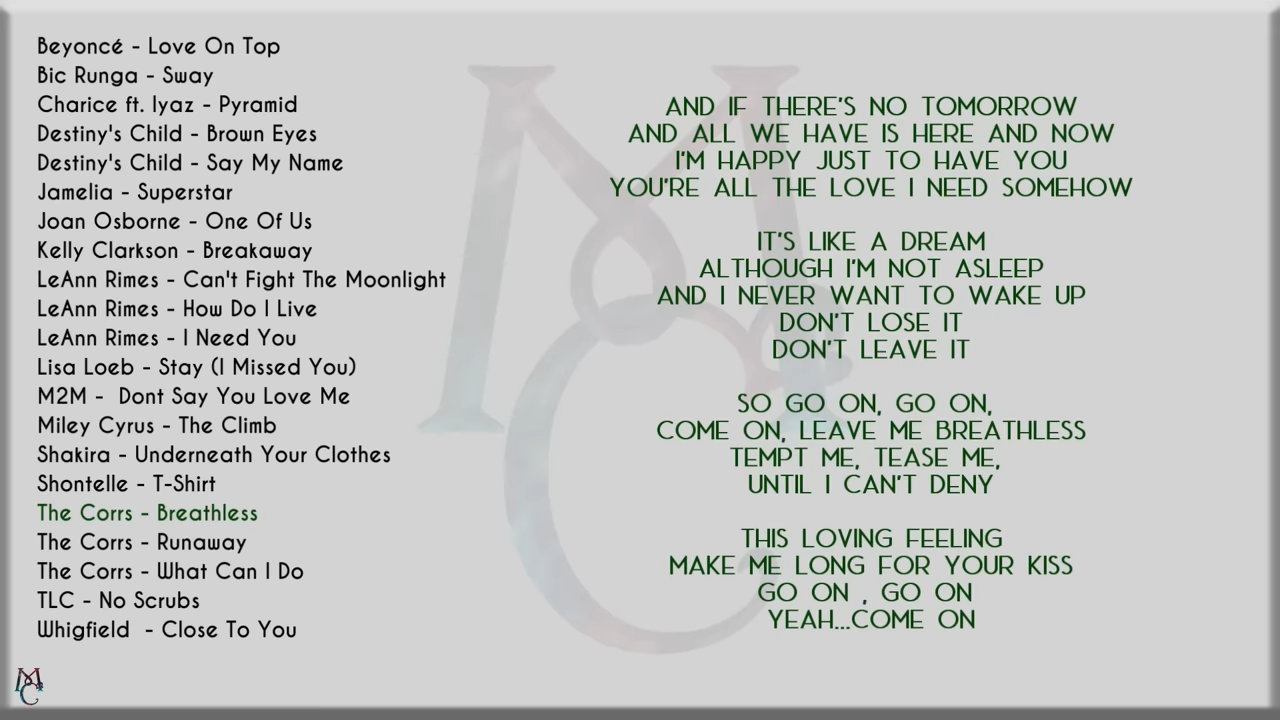 Beyoncé - Love On Top
Bic Runga - Sway
Charice ft. Iyaz - Pyramid
Destiny's Child - Brown Eyes
Destiny's Child - Say My Name
Jamelia - Superstar
Joan Osborne - One Of Us
Kelly Clarkson - Breakaway
LeAnn Rimes - Can't Fight The Moonlight
LeAnn Rimes - How Do I Live
LeAnn Rimes - I Need You
Lisa Loeb - Stay (I Missed You)
M2M -  Dont Say You Love Me
Miley Cyrus - The Climb
Shakira - Underneath Your Clothes
Shontelle - T-Shirt
The Corrs - Breathless
The Corrs - Runaway
The Corrs - What Can I Do
TLC - No Scrubs
Whigfield  - Close To You
AND IF THERE'S NO TOMORROW
AND ALL WE HAVE IS HERE AND NOW
I'M HAPPY JUST TO HAVE YOU
YOU'RE ALL THE LOVE I NEED SOMEHOW
IT'S LIKE A DREAM
ALTHOUGH I'M NOT ASLEEP
AND I NEVER WANT TO WAKE UP
DON'T LOSE IT
DON'T LEAVE IT
SO GO ON, GO ON,
COME ON, LEAVE ME BREATHLESS
TEMPT ME, TEASE ME,
UNTIL I CAN'T DENY
THIS LOVING FEELING
MAKE ME LONG FOR YOUR KISS
GO ON , GO ON
YEAH...COME ON
MC